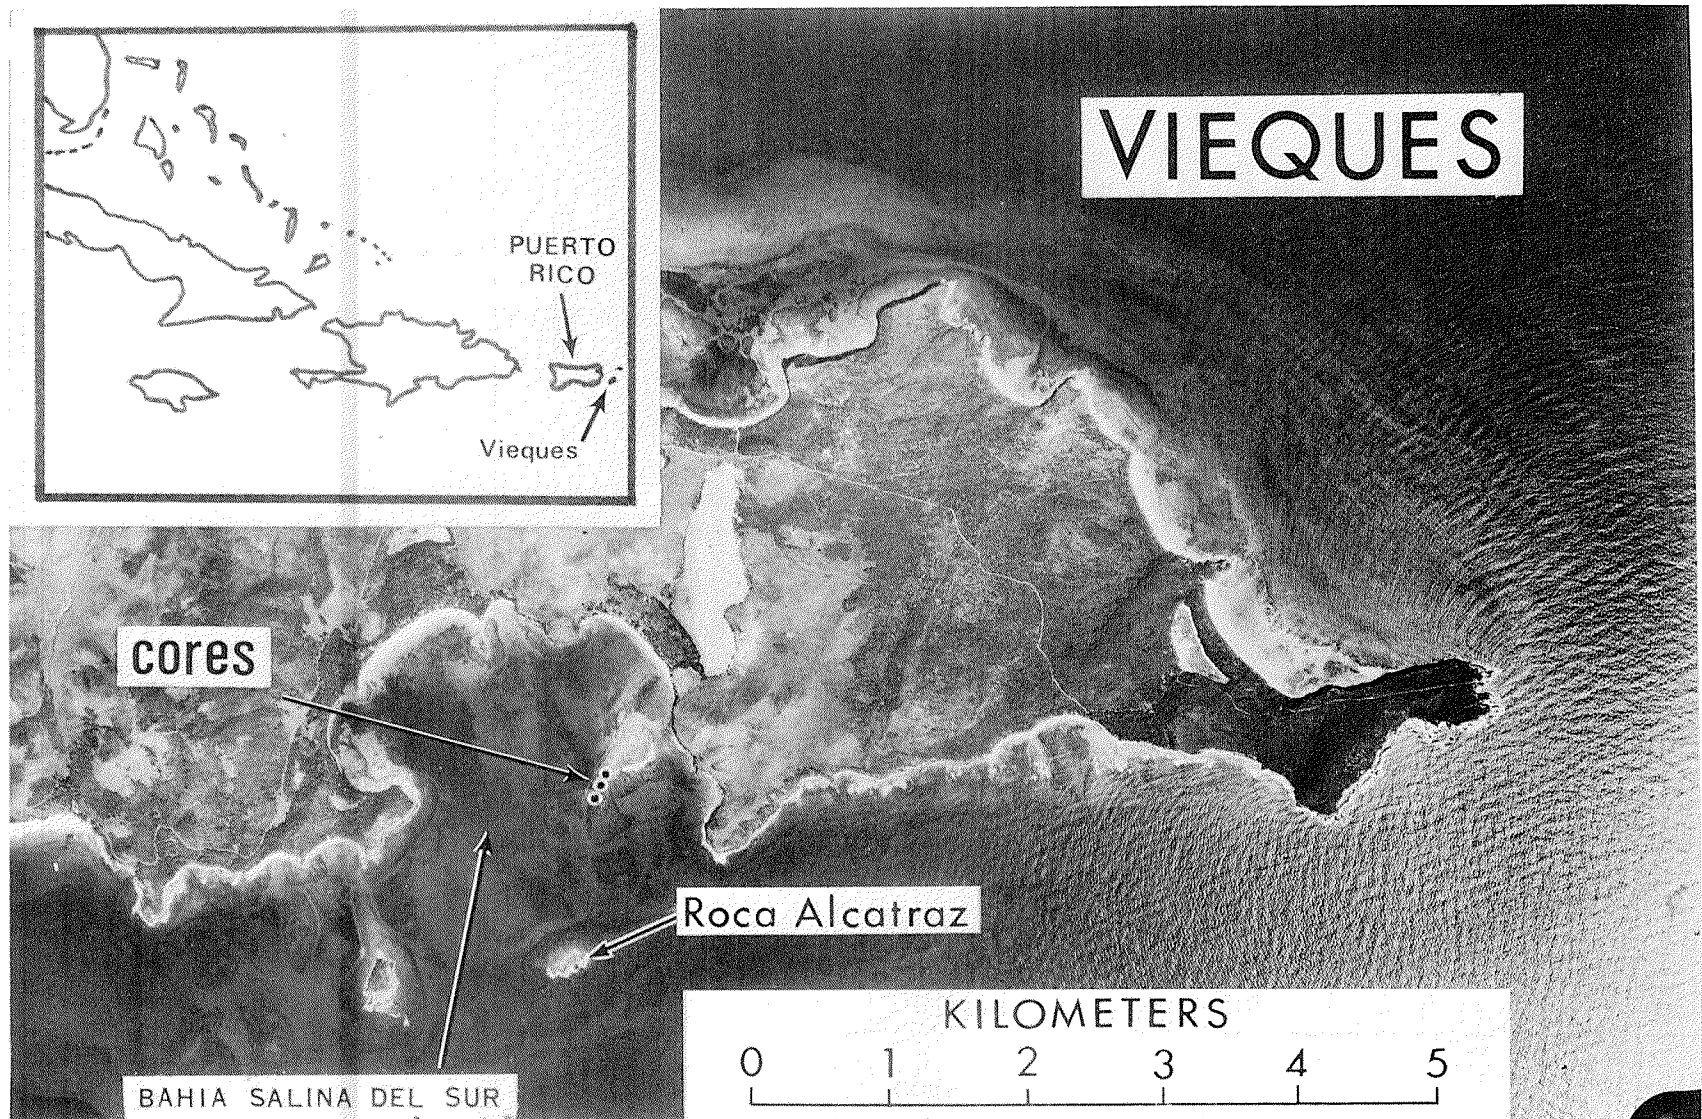 VIEQUES
PUERTO
RICO
Vieques
cores
Roca Alcatraz
KILOMETERS
0 1 2 3 4 5
BAHIA SALINA DEL SUR